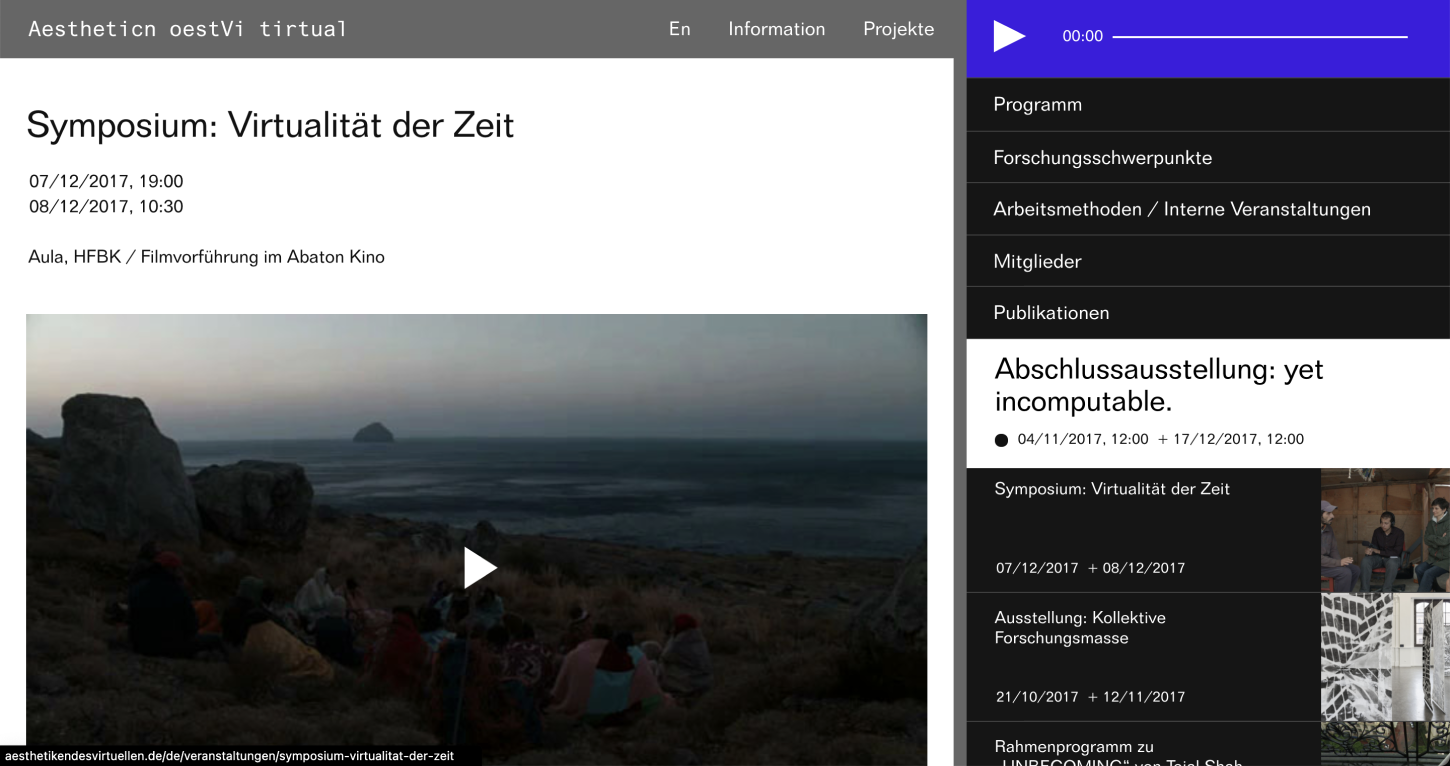 Aestheticn oestVi tirtual
En Information Projekte
Symposium: Virtualität der Zeit
07/12/2017, 19:00
08/12/2017, 10:30
Aula, HFBK / Filmvorführung im Abaton Kino
aesthetikendesvirtuellen.de/de/veranstaltungen/symposium-virtualitat-der-zeit
00:00
Programm
Forschungsschwerpunkte
Arbeitsmethoden / Interne Veranstaltungen
Mitglieder
Publikationen
Abschlussausstellung: yet
incomputable.
04/11/2017, 12:00 + 17/12/2017, 12:00
Symposium: Virtualität der Zeit
07/12/2017 + 08/12/2017
Ausstellung: Kollektive
Forschungsmasse
21/10/2017 + 12/11/2017
Rahmenprogramm zu
„UNBECOMING“ von Tejal Shah